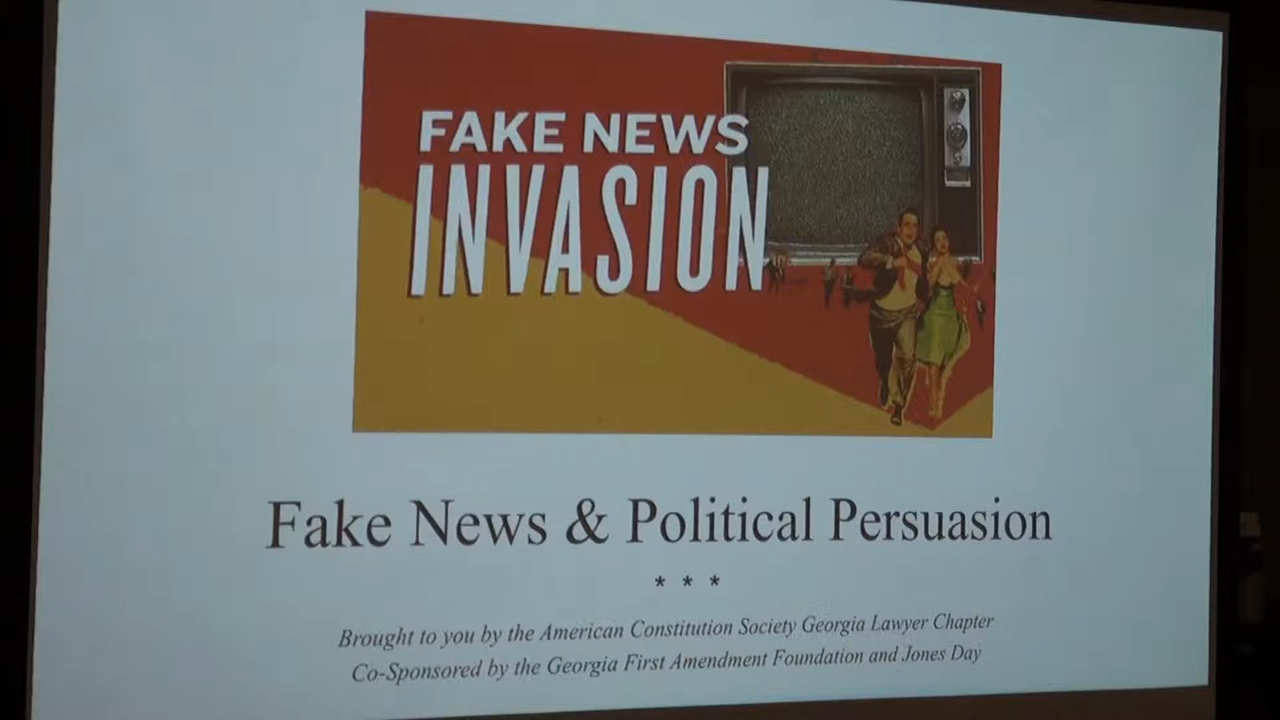 FAKE NEWS
INVASION
Fake News & Political Persuasion
* * *
Brought to you by the American Constitution Society Georgia Lawyer Chapter
Co-Sponsored by the Georgia First Amendment Foundation and Jones Day